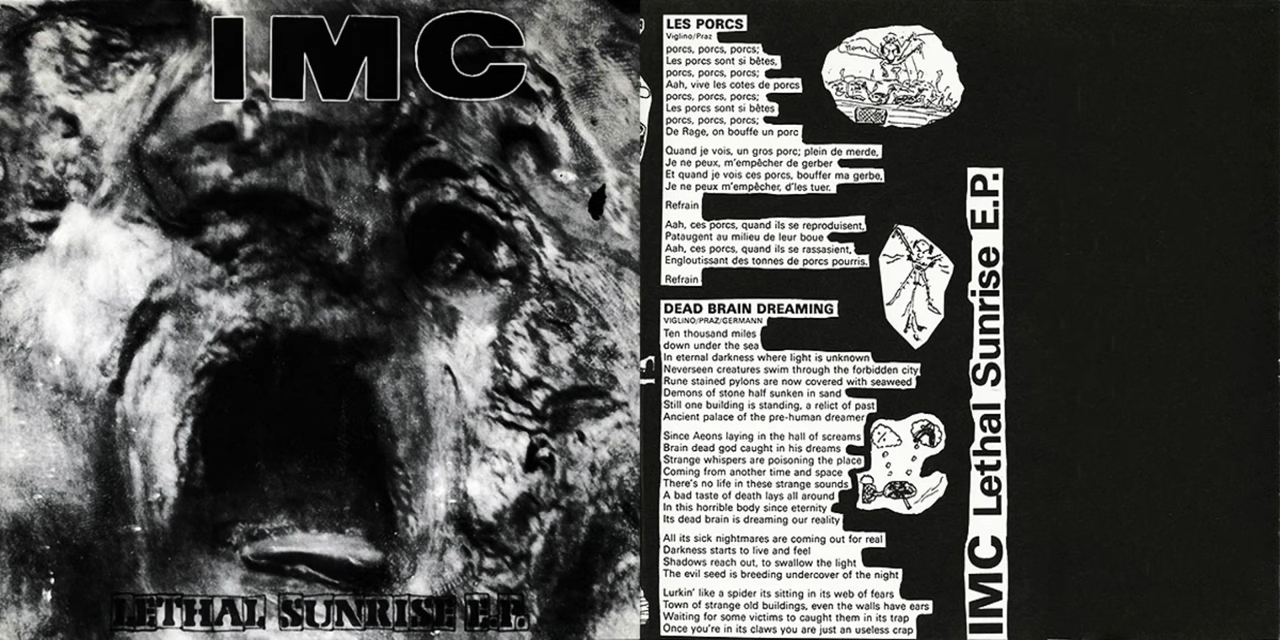 IMC
LETHAL SUNRISE E.P.
LES PORCS
Viglino/Praz
porcs, porcs, porcs;
Les porcs sont si bêtes,
porcs, porcs, porcs;
Aah, vive les cotes de porcs
porcs, porcs, porcs;
Les porcs sont si bêtes
porcs, porcs, porcs;
De Rage, on bouffe un porc
Quand je vois, un gros porc; plein de merde,
Je ne peux, m'empêcher de gerber
Et quand je vois ces porcs, bouffer ma gerbe,
Je ne peux m'empêcher, d'les tuer.
Refrain
Aah, ces porcs, quand ils se reproduisent,
Pataugent au milieu de leur boue
Aah, ces porcs, quand ils se rassasient,
Engloutissant des tonnes de porcs pourris.
Refrain
DEAD BRAIN DREAMING
VIGLINO/PRAZ/GERMANN
Ten thousand miles
down under the sea
In eternal darkness where light is unknown
Neverseen creatures swim through the forbidden city
Rune stained pylons are now covered with seaweed
Demons of stone half sunken in sand
Still one building is standing, a relict of past
Ancient palace of the pre-human dreamer
Since Aeons laying in the hall of screams
Brain dead god caught in his dreams
Strange whispers are poisoning the place
Coming from another time and space
There's no life in these strange sounds
A bad taste of death lays all around
In this horrible body since eternity
Its dead brain is dreaming our reality
All its sick nightmares are coming out for real
Darkness starts to live and feel
Shadows reach out, to swallow the light
The evil seed is breeding undercover of the night
Lurkin' like a spider its sitting in its web of fears
Town of strange old buildings, even the walls have ears
Waiting for some victims to caught them in its trap
Once you're in its claws you are just an useless crap
IMC Lethal Sunrise E.P.